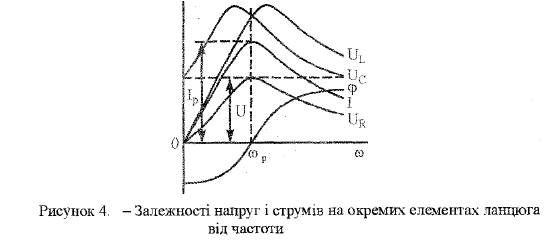 U_L
U_C
φ
I
U_R
I_p
U
0
ω_p
ω
Рисунок 4. – Залежності напруг і струмів на окремих елементах ланцюга
від частоти